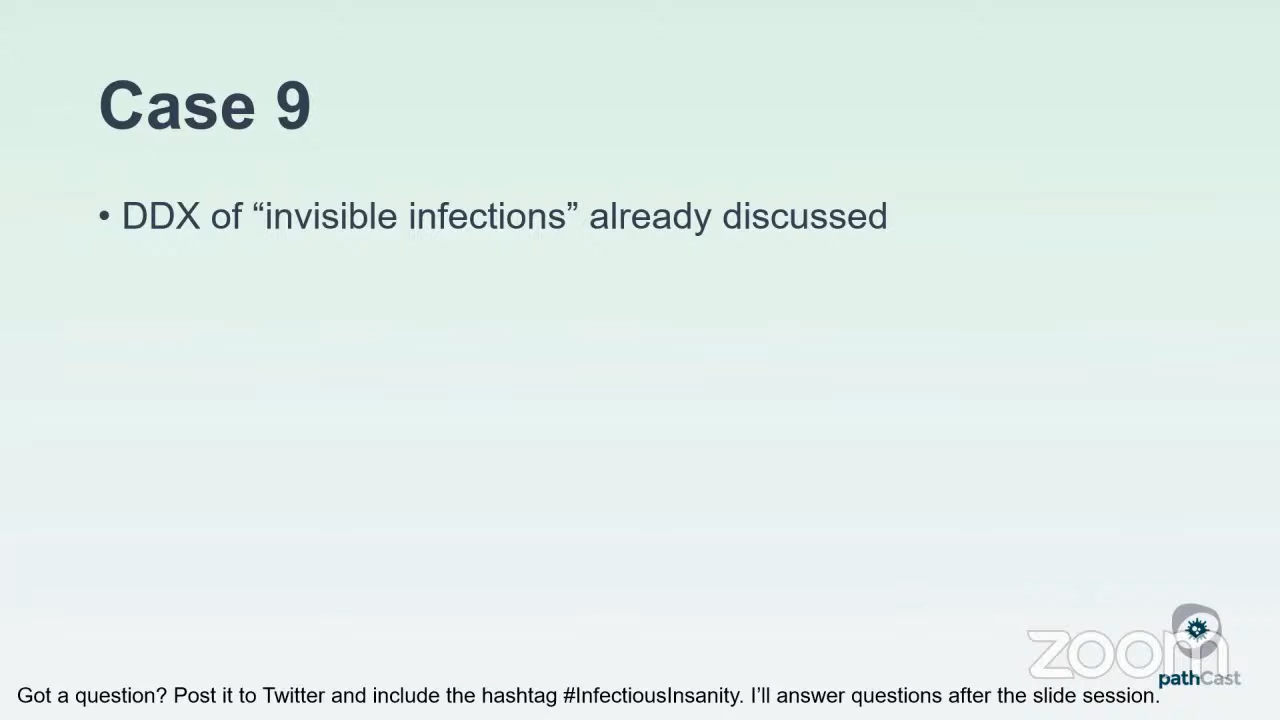 Case 9
• DDX of “invisible infections” already discussed
zoom
pathCast
Got a question? Post it to Twitter and include the hashtag #InfectiousInsanity. I’ll answer questions after the slide session.